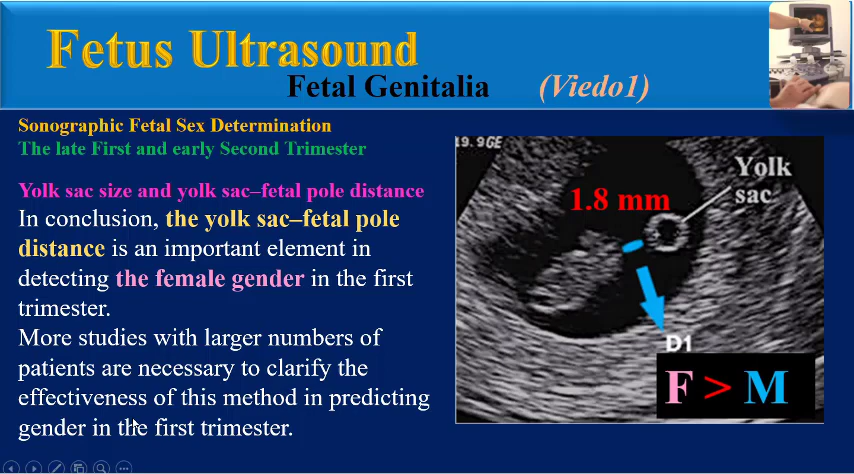 Fetus Ultrasound
Fetal Genitalia (Viedo1)
Sonographic Fetal Sex Determination
The late First and early Second Trimester
Yolk sac size and yolk sac–fetal pole distance
In conclusion, the yolk sac–fetal pole
distance is an important element in
detecting the female gender in the first
trimester.
More studies with larger numbers of
patients are necessary to clarify the
effectiveness of this method in predicting
gender in the first trimester.
19.9GE
Yolk
sac
1.8 mm
D1
F > M